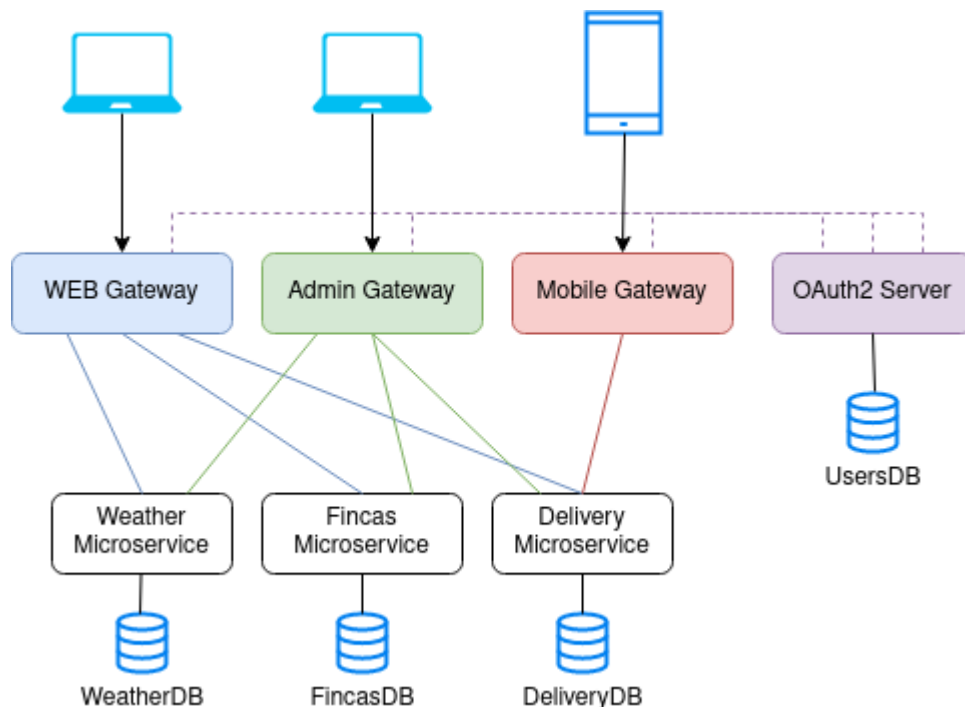 WEB Gateway
Admin Gateway
Mobile Gateway
OAuth2 Server
UsersDB
Weather
Microservice
Fincas
Microservice
Delivery
Microservice
WeatherDB
FincasDB
DeliveryDB